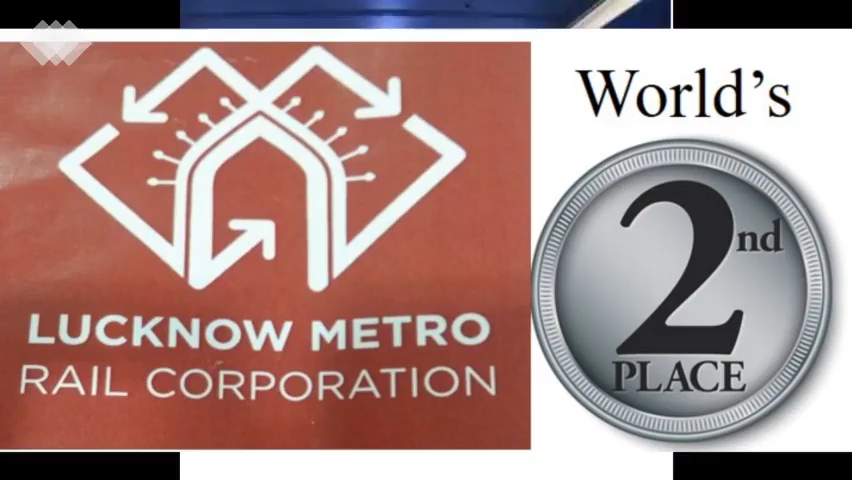 LUCKNOW METRO
RAIL CORPORATION
World's
2nd
PLACE